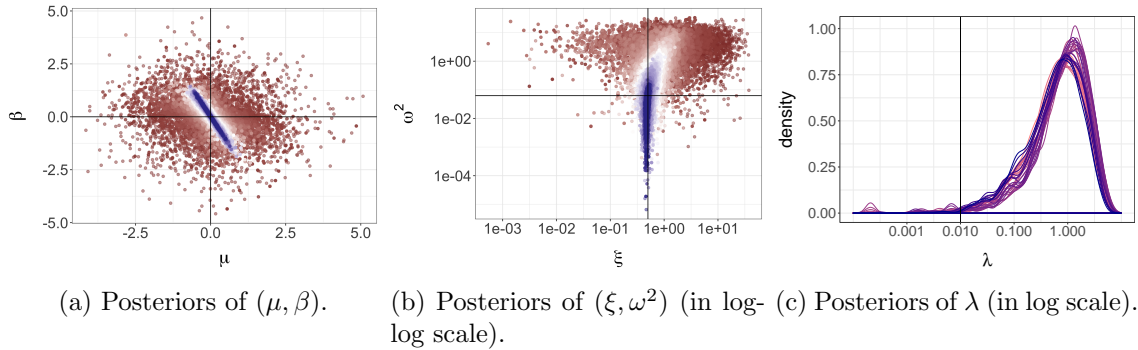 5.0
2.5
0.0
-2.5
-5.0
β
-2.5 0.0 2.5 5.0
μ
1e+00
1e-02
1e-04
ω²
1e-03 1e-02 1e-01 1e+00 1e+01
ξ
1.00
0.75
0.50
0.25
0.00
density
0.001 0.010 0.100 1.000
λ
(a) Posteriors of (μ, β).
(b) Posteriors of (ξ, ω²) (in log-
log scale).
(c) Posteriors of λ (in log scale).